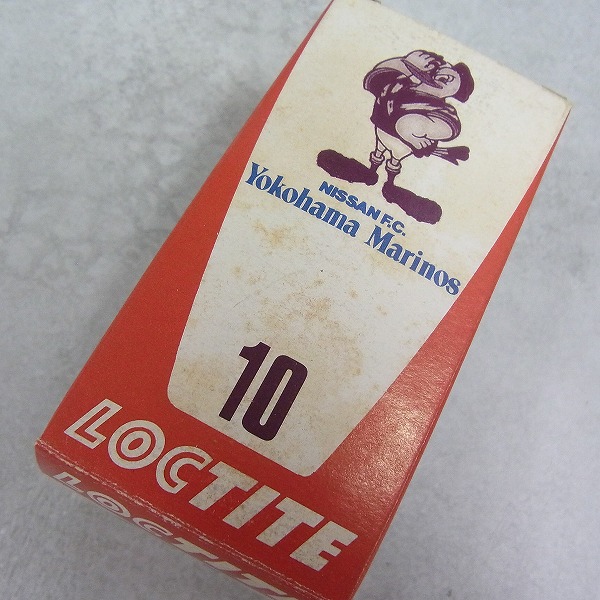 NISSAN F.C.
Yokohama Marinos
10
LOCTITE
LOCTITE